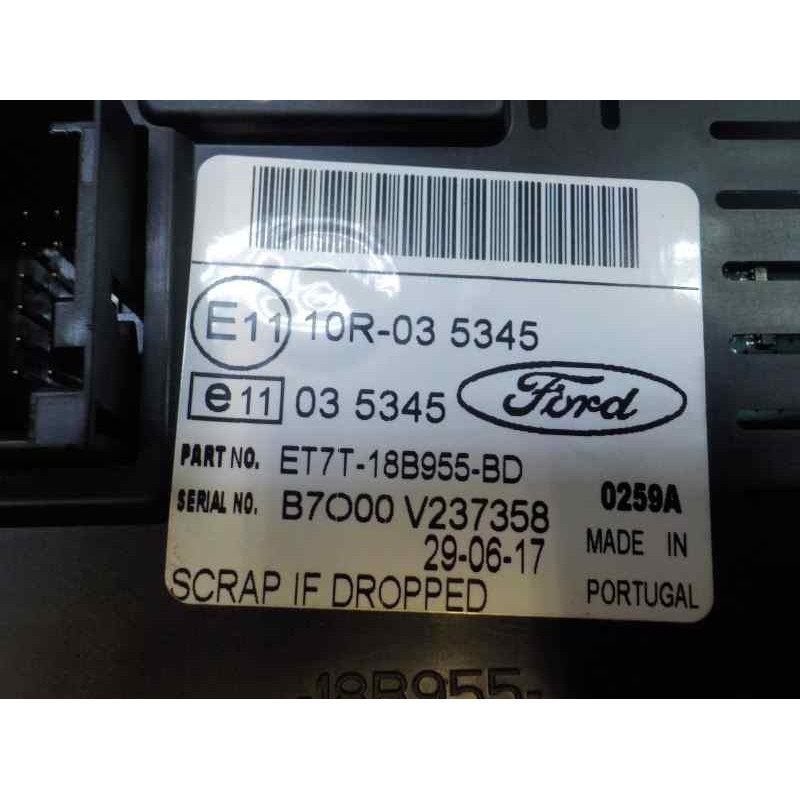 E11 10R-03 5345
e11 03 5345 Ford
PART NO. ET7T-18B955-BD
SERIAL NO. B7O00 V237358 0259A
29-06-17 MADE IN
SCRAP IF DROPPED PORTUGAL
-18B955-